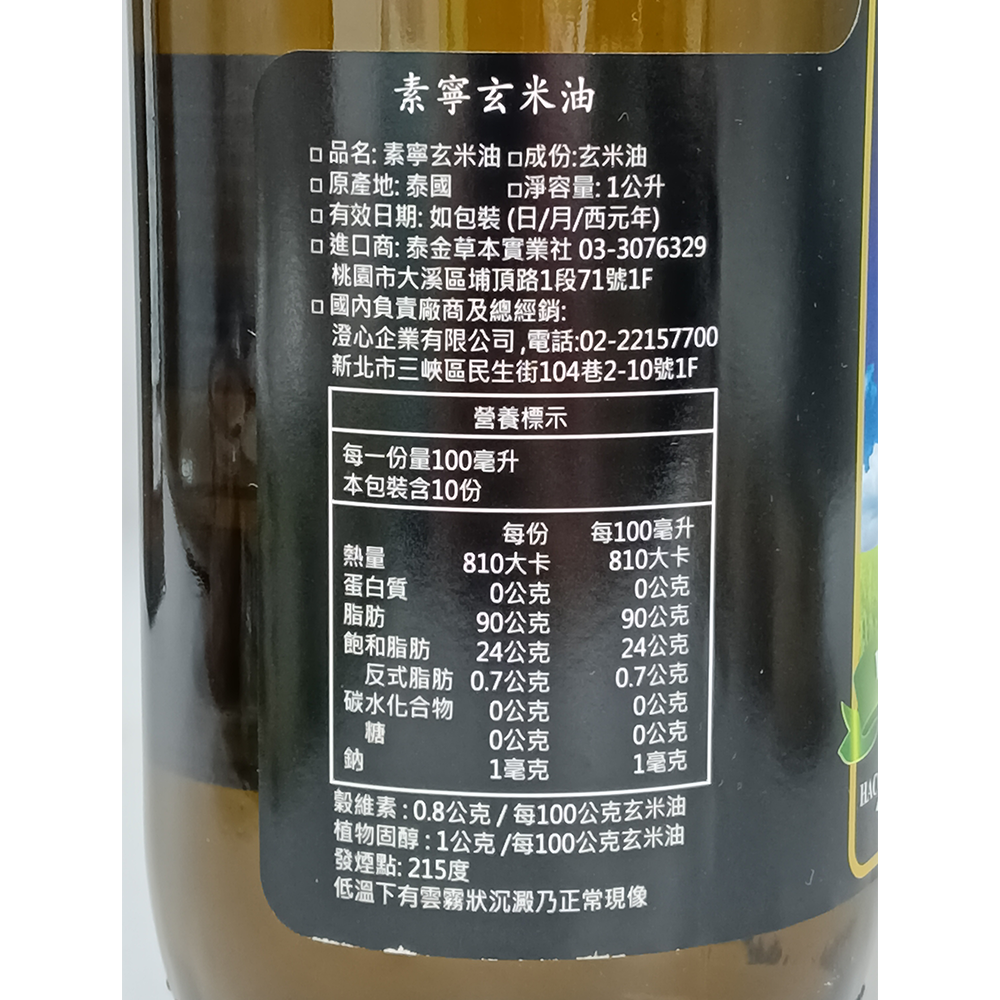 素寧玄米油
□ 品名: 素寧玄米油 □成份:玄米油
□ 原產地: 泰國 □淨容量: 1公升
□ 有效日期: 如包裝 (日/月/西元年)
□ 進口商: 泰金草本實業社 03-3076329
桃園市大溪區埔頂路1段71號1F
□ 國內負責廠商及總經銷:
澄心企業有限公司,電話:02-22157700
新北市三峽區民生街104巷2-10號1F
營養標示
每一份量100毫升
本包裝含10份
每份 每100毫升
熱量 810大卡 810大卡
蛋白質 0公克 0公克
脂肪 90公克 90公克
飽和脂肪 24公克 24公克
反式脂肪 0.7公克 0.7公克
碳水化合物 0公克 0公克
糖 0公克 0公克
鈉 1毫克 1毫克
穀維素 : 0.8公克 / 每100公克玄米油
植物固醇 : 1公克 /每100公克玄米油
發煙點: 215度
低溫下有雲霧狀沉澱乃正常現像